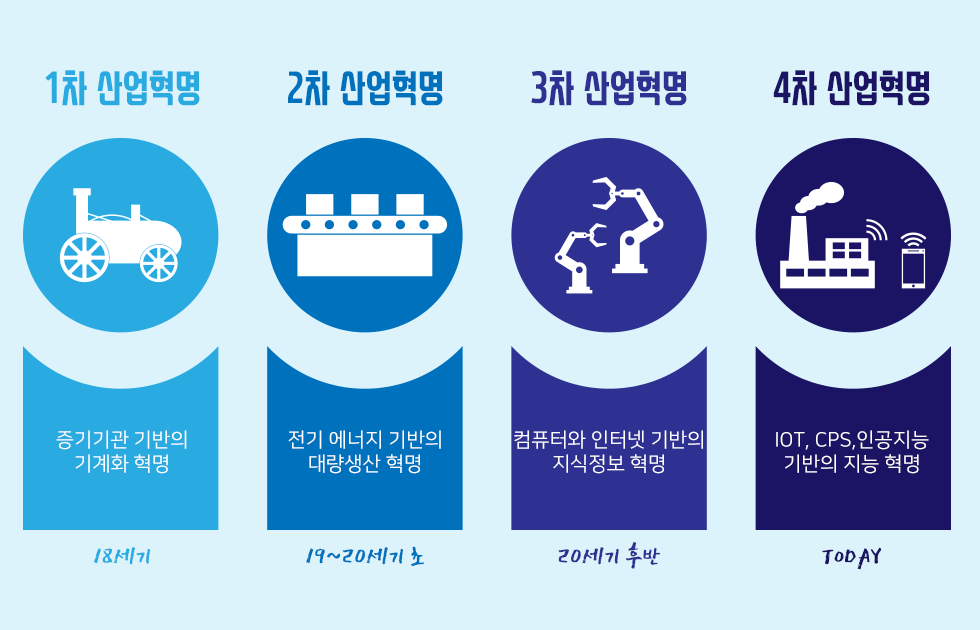 1차 산업혁명
2차 산업혁명
3차 산업혁명
4차 산업혁명
증기기관 기반의
기계화 혁명
전기 에너지 기반의
대량생산 혁명
컴퓨터와 인터넷 기반의
지식정보 혁명
IOT, CPS,인공지능
기반의 지능 혁명
18세기
19~20세기 초
20세기 후반
TODAY